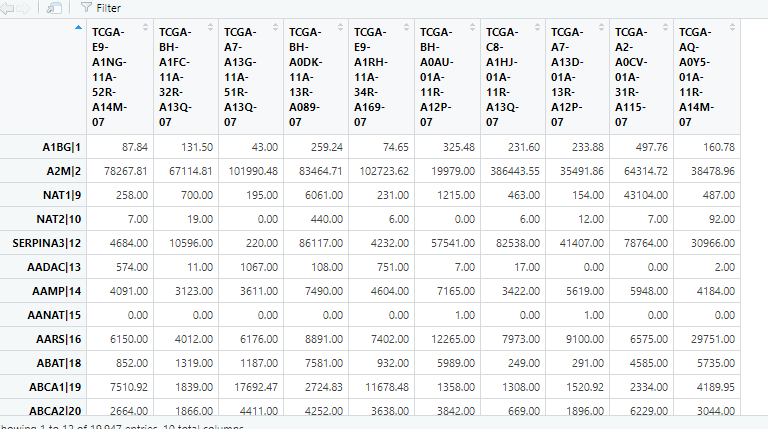 Filter
TCGA-E9-A1NG-11A-52R-A14M-07 TCGA-BH-A1FC-11A-32R-A13Q-07 TCGA-A7-A13G-11A-51R-A13Q-07 TCGA-BH-A0DK-11A-13R-A089-07 TCGA-E9-A1RH-11A-34R-A169-07 TCGA-BH-A0AU-01A-11R-A12P-07 TCGA-C8-A1HJ-01A-11R-A13Q-07 TCGA-A7-A13D-01A-13R-A12P-07 TCGA-A2-A0CV-01A-31R-A115-07 TCGA-AQ-A0Y5-01A-11R-A14M-07
A1BG|1 87.84 131.50 43.00 259.24 74.65 325.48 231.60 233.88 497.76 160.78
A2M|2 78267.81 67114.81 101990.48 83464.71 102723.62 19979.00 386443.55 35491.86 64314.72 38478.96
NAT1|9 258.00 700.00 195.00 6061.00 231.00 1215.00 463.00 154.00 43104.00 487.00
NAT2|10 7.00 19.00 0.00 440.00 6.00 0.00 6.00 12.00 7.00 92.00
SERPINA3|12 4684.00 10596.00 220.00 86117.00 4232.00 57541.00 82538.00 41407.00 78764.00 30966.00
AADAC|13 574.00 11.00 1067.00 108.00 751.00 7.00 17.00 0.00 0.00 2.00
AAMP|14 4091.00 3123.00 3611.00 7490.00 4604.00 7165.00 3422.00 5619.00 5948.00 4184.00
AANAT|15 0.00 0.00 0.00 0.00 0.00 1.00 0.00 1.00 0.00 0.00
AARS|16 6150.00 4012.00 6176.00 8891.00 7402.00 12265.00 7973.00 9100.00 6575.00 29751.00
ABAT|18 852.00 1319.00 1187.00 7581.00 932.00 5989.00 249.00 291.00 4585.00 5735.00
ABCA1|19 7510.92 1839.00 17692.47 2724.83 11678.48 1358.00 1308.00 1520.92 2334.00 4189.95
ABCA2|20 2664.00 1866.00 4411.00 4252.00 3638.00 3842.00 669.00 1896.00 6229.00 3044.00
howing 1 to 12 of 19,947 entries, 10 total columns